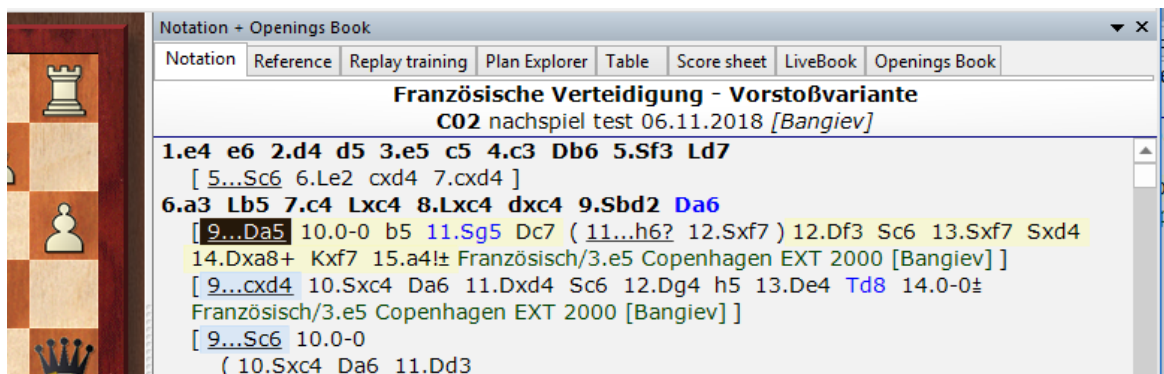 Notation + Openings Book
Notation Reference Replay training Plan Explorer Table Score sheet LiveBook Openings Book
Französische Verteidigung - Vorstoßvariante
C02 nachspiel test 06.11.2018 [Bangiev]
1.e4 e6 2.d4 d5 3.e5 c5 4.c3 Db6 5.Sf3 Ld7
[ 5...Sc6 6.Le2 cxd4 7.cxd4 ]
6.a3 Lb5 7.c4 Lxc4 8.Lxc4 dxc4 9.Sbd2 Da6
[ 9...Da5 10.0-0 b5 11.Sg5 Dc7 ( 11...h6? 12.Sxf7 ) 12.Df3 Sc6 13.Sxf7 Sxd4
14.Dxa8+ Kxf7 15.a4!± Französisch/3.e5 Copenhagen EXT 2000 [Bangiev] ]
[ 9...cxd4 10.Sxc4 Da6 11.Dxd4 Sc6 12.Dg4 h5 13.De4 Td8 14.0-0±
Französisch/3.e5 Copenhagen EXT 2000 [Bangiev] ]
[ 9...Sc6 10.0-0
( 10.Sxc4 Da6 11.Dd3